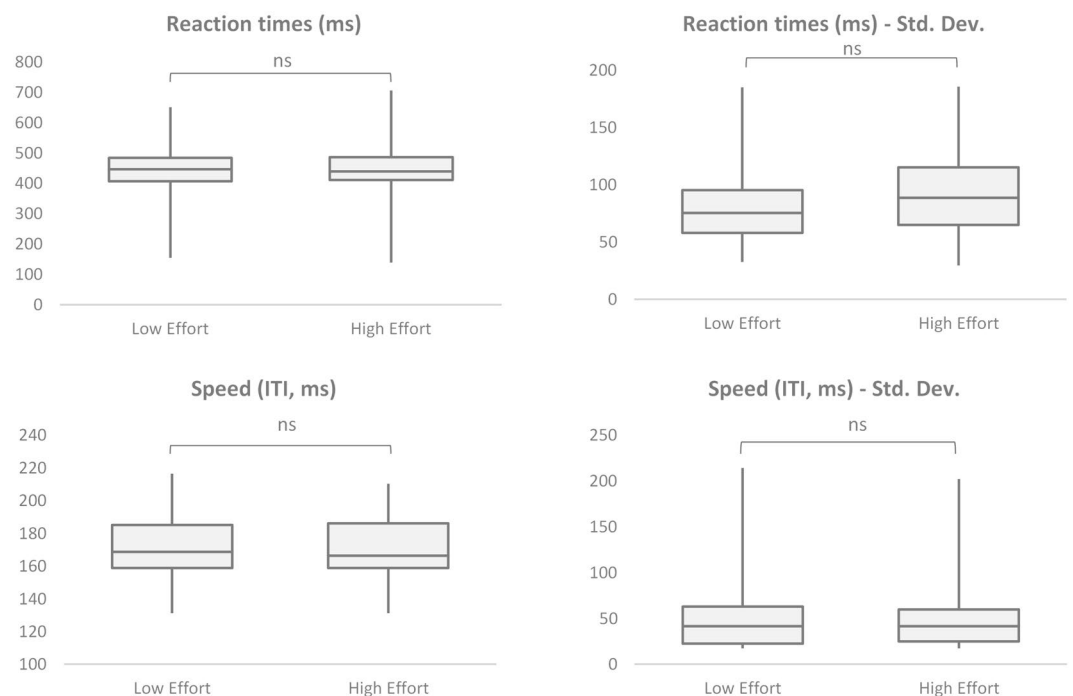 Reaction times (ms)
ns
800
700
600
500
400
300
200
100
0
Low Effort High Effort
Reaction times (ms) - Std. Dev.
ns
200
150
100
50
0
Low Effort High Effort
Speed (ITI, ms)
ns
240
220
200
180
160
140
120
100
Low Effort High Effort
Speed (ITI, ms) - Std. Dev.
ns
250
200
150
100
50
0
Low Effort High Effort